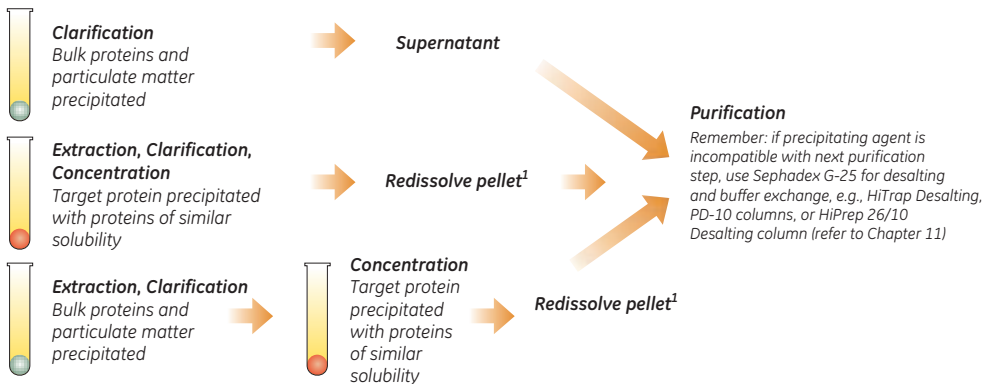 Clarification
Bulk proteins and
particulate matter
precipitated
Supernatant
Extraction, Clarification,
Concentration
Target protein precipitated
with proteins of similar
solubility
Redissolve pellet1
Extraction, Clarification
Bulk proteins and
particulate matter
precipitated
Concentration
Target protein
precipitated
with proteins
of similar
solubility
Redissolve pellet1
Purification
Remember: if precipitating agent is
incompatible with next purification
step, use Sephadex G-25 for desalting
and buffer exchange, e.g., HiTrap Desalting,
PD-10 columns, or HiPrep 26/10
Desalting column (refer to Chapter 11)